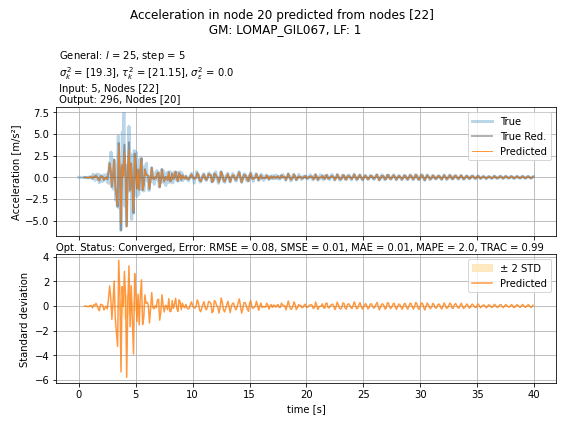 Acceleration in node 20 predicted from nodes [22]
GM: LOMAP_GIL067, LF: 1
General: l = 25, step = 5
σ²ₖ = [19.3], τ²ₖ = [21.15], σ²ε = 0.0
Input: 5, Nodes [22]
Output: 296, Nodes [20]
Acceleration [m/s²]
7.5
5.0
2.5
0.0
−2.5
−5.0
True
True Red.
Predicted
Opt. Status: Converged, Error: RMSE = 0.08, SMSE = 0.01, MAE = 0.01, MAPE = 2.0, TRAC = 0.99
Standard deviation
4
2
0
−2
−4
−6
± 2 STD
Predicted
0 5 10 15 20 25 30 35 40
time [s]